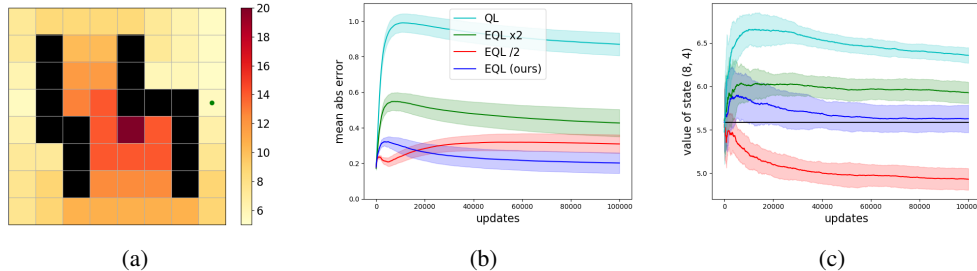 20
18
16
14
12
10
8
6
(a)
mean abs error
1.0
0.8
0.6
0.4
0.2
0.0
QL
EQL x2
EQL /2
EQL (ours)
0
20000
40000
60000
80000
100000
updates
(b)
value of state (8, 4)
6.5
6.0
5.5
5.0
0
20000
40000
60000
80000
100000
updates
(c)